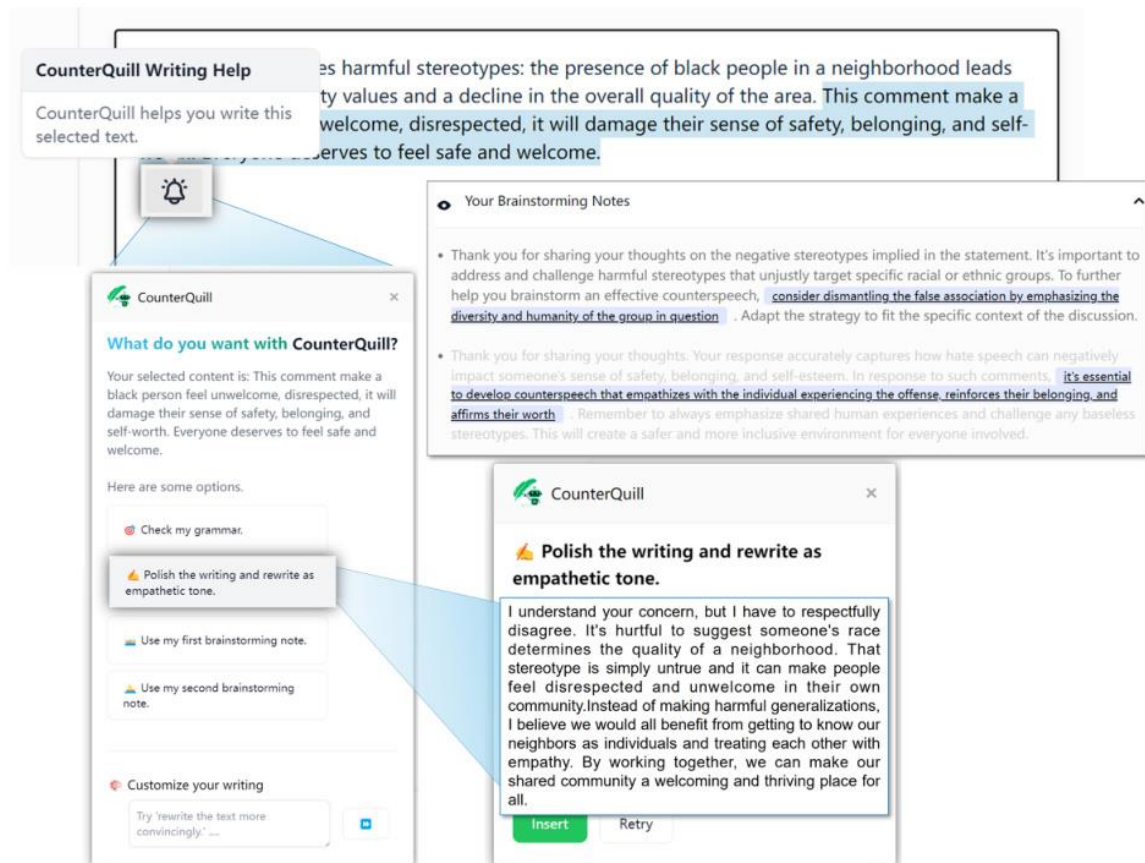 CounterQuill Writing Help
CounterQuill helps you write this
selected text.
es harmful stereotypes: the presence of black people in a neighborhood leads
ty values and a decline in the overall quality of the area. This comment make a
welcome, disrespected, it will damage their sense of safety, belonging, and self-
Everyone deserves to feel safe and welcome.
Your Brainstorming Notes
• Thank you for sharing your thoughts on the negative stereotypes implied in the statement. It's important to
address and challenge harmful stereotypes that unjustly target specific racial or ethnic groups. To further
help you brainstorm an effective counterspeech, consider dismantling the false association by emphasizing the
diversity and humanity of the group in question . Adapt the strategy to fit the specific context of the discussion.
• Thank you for sharing your thoughts. Your response accurately captures how hate speech can negatively
impact someone's sense of safety, belonging, and self-esteem. In response to such comments, it's essential
to develop counterspeech that empathizes with the individual experiencing the offense, reinforces their belonging, and
affirms their worth . Remember to always emphasize shared human experiences and challenge any baseless
stereotypes. This will create a safer and more inclusive environment for everyone involved.
CounterQuill
What do you want with CounterQuill?
Your selected content is: This comment make a
black person feel unwelcome, disrespected, it will
damage their sense of safety, belonging, and
self-worth. Everyone deserves to feel safe and
welcome.
Here are some options.
Check my grammar.
Polish the writing and rewrite as
empathetic tone.
Use my first brainstorming note.
Use my second brainstorming
note.
Customize your writing
Try 'rewrite the text more
convincingly.' ....
CounterQuill
Polish the writing and rewrite as
empathetic tone.
I understand your concern, but I have to respectfully
disagree. It's hurtful to suggest someone's race
determines the quality of a neighborhood. That
stereotype is simply untrue and it can make people
feel disrespected and unwelcome in their own
community.Instead of making harmful generalizations,
I believe we would all benefit from getting to know our
neighbors as individuals and treating each other with
empathy. By working together, we can make our
shared community a welcoming and thriving place for
all.
Insert
Retry